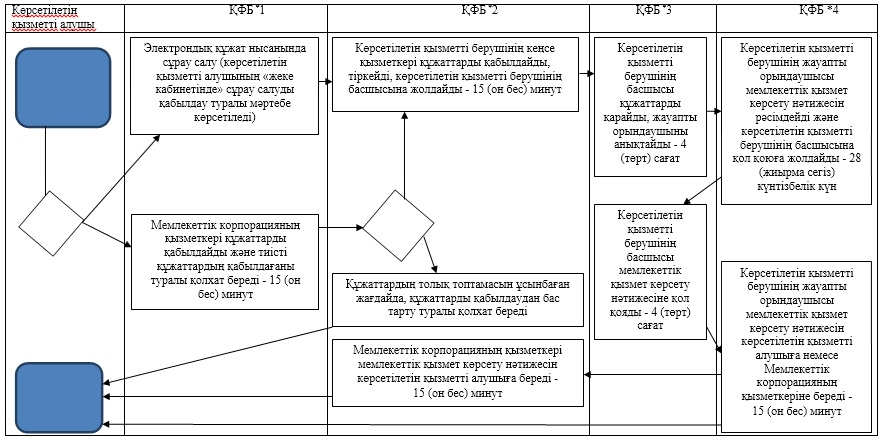 Көрсетілетін
қызметті алушы
ҚФБ *1
ҚФБ *2
ҚФБ *3
ҚФБ *4
Электрондық құжат нысанында
сұрау салу (көрсетілетін
қызметті алушының «жеке
кабинетінде» сұрау салуды
қабылдау туралы мәртебе
көрсетіледі)
Көрсетілетін қызметті берушінің кеңсе
қызметкері құжаттарды қабылдайды,
тіркейді, көрсетілетін қызметті берушінің
басшысына жолдайды - 15 (он бес) минут
Көрсетілетін
қызметті
берушінің
басшысы
құжаттарды
қарайды, жауапты
орындаушыны
анықтайды - 4
(төрт) сағат
Көрсетілетін қызметті
берушінің жауапты
орындаушысы
мемлекеттік қызмет
көрсету нәтижесін
рәсімдейді және
көрсетілетін қызметті
берушінің басшысына
қол қоюға жолдайды - 28
(жиырма сегіз)
күнтізбелік күн
Мемлекеттік корпорацияның
қызметкері құжаттарды
қабылдайды және тиісті
құжаттардың қабылдағаны
туралы қолхат береді - 15 (он
бес) минут
Құжаттардың толық топтамасын ұсынбаған
жағдайда, құжаттарды қабылдаудан бас
тарту туралы қолхат береді
Мемлекеттік корпорацияның қызметкері
мемлекеттік қызмет көрсету нәтижесін
көрсетілетін қызметті алушыға береді -
15 (он бес) минут
Көрсетілетін
қызметті
берушінің
басшысы
мемлекеттік
қызмет көрсету
нәтижесіне қол
қояды - 4 (төрт)
сағат
Көрсетілетін қызметті
берушінің жауапты
орындаушысы
мемлекеттік қызмет
көрсету нәтижесін
көрсетілетін қызметті
алушыға немесе
Мемлекеттік
корпорацияның
қызметкеріне береді -
15 (он бес) минут